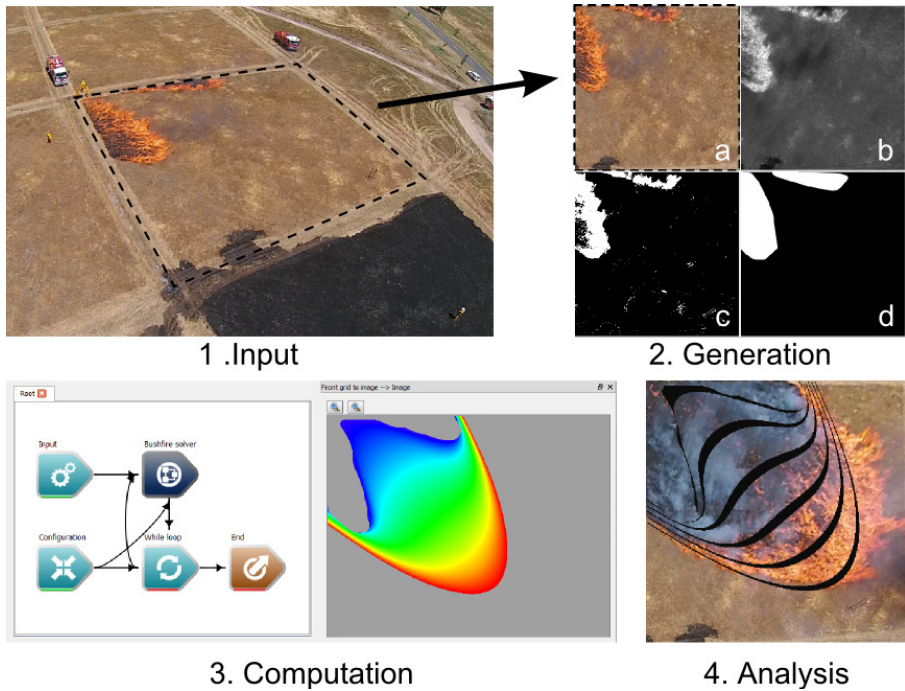 a
b
c
d
1 .Input
2. Generation
Root
Front grid to image --> Image
Input
Bushfire solver
Configuration
While loop
End
3. Computation
4. Analysis